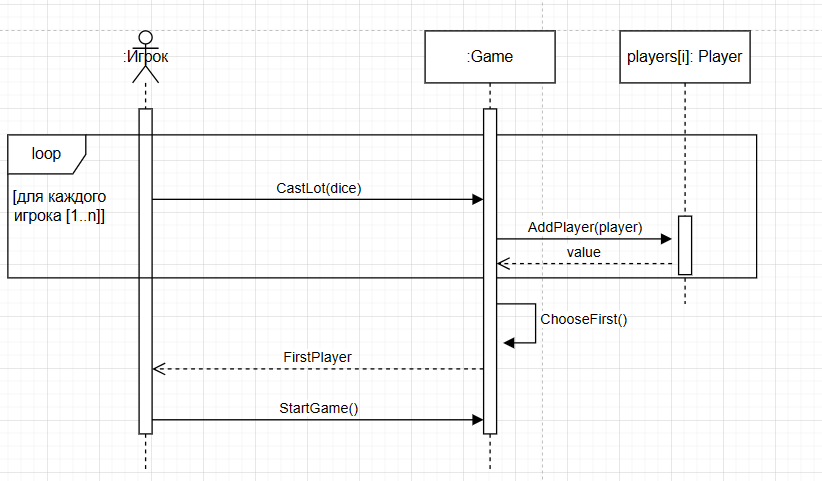 :Игрок
:Game
players[i]: Player
loop
[для каждого
игрока [1..n]]
CastLot(dice)
AddPlayer(player)
value
ChooseFirst()
FirstPlayer
StartGame()